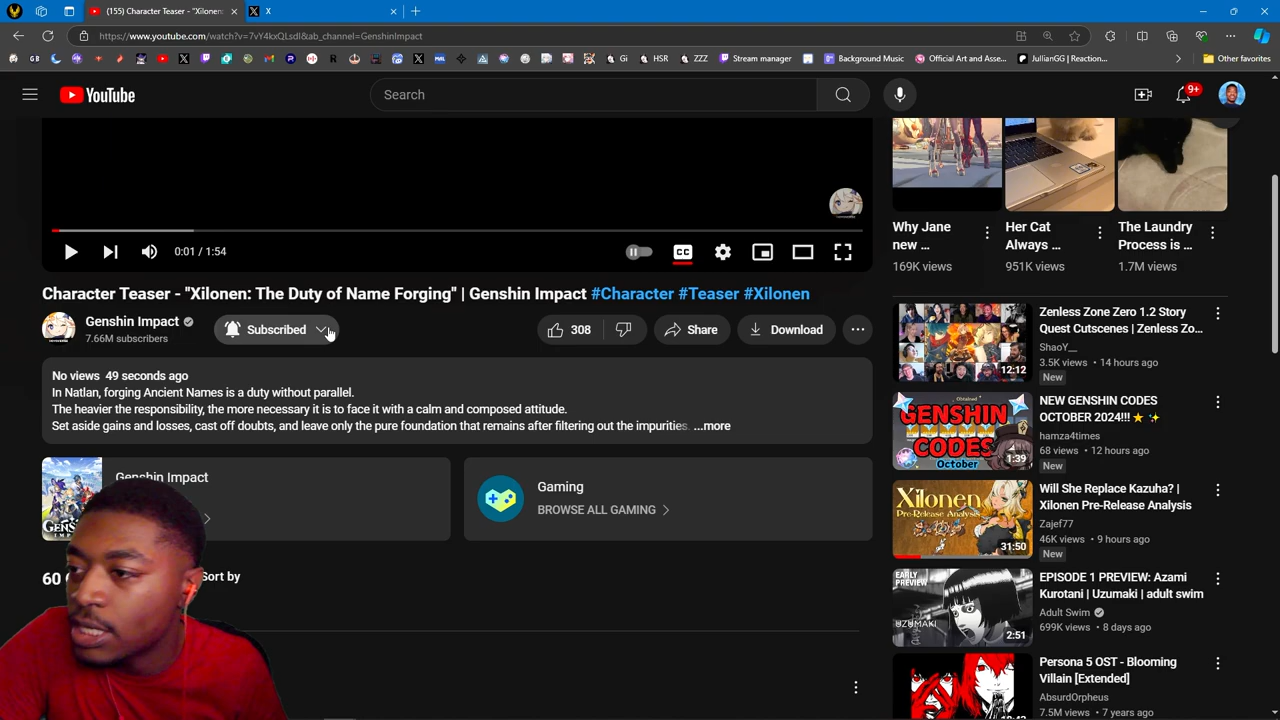 (155) Character Teaser - "Xilonen:
X
https://www.youtube.com/watch?v=7vY4kxQLsdI&ab_channel=GenshinImpact
Gi
HSR
ZZZ
Stream manager
Background Music
Official Art and Asse...
JullianGG | Reaction...
Other favorites
YouTube
Search
9+
0:01 / 1:54
CC
Character Teaser - "Xilonen: The Duty of Name Forging" | Genshin Impact #Character #Teaser #Xilonen
Genshin Impact
7.66M subscribers
Subscribed
308
Share
Download
No views 49 seconds ago
In Natlan, forging Ancient Names is a duty without parallel.
The heavier the responsibility, the more necessary it is to face it with a calm and composed attitude.
Set aside gains and losses, cast off doubts, and leave only the pure foundation that remains after filtering out the impurities. ...more
Genshin Impact
Gaming
BROWSE ALL GAMING
60
Sort by
Why Jane
new ...
169K views
Her Cat
Always ...
951K views
The Laundry
Process is ...
1.7M views
12:12
Zenless Zone Zero 1.2 Story
Quest Cutscenes | Zenless Zo...
ShaoY__
3.5K views • 14 hours ago
New
GENSHIN
CODES
October
1:39
NEW GENSHIN CODES
OCTOBER 2024!!!
hamza4times
68 views • 12 hours ago
New
Xilonen
Pre-Release Analysis
31:50
Will She Replace Kazuha? |
Xilonen Pre-Release Analysis
Zajef77
46K views • 9 hours ago
New
EARLY
PREVIEW
UZUMAKI
2:51
EPISODE 1 PREVIEW: Azami
Kurotani | Uzumaki | adult swim
Adult Swim
699K views • 8 days ago
Persona 5 OST - Blooming
Villain [Extended]
AbsurdOrpheus
7.5M views • 7 years ago